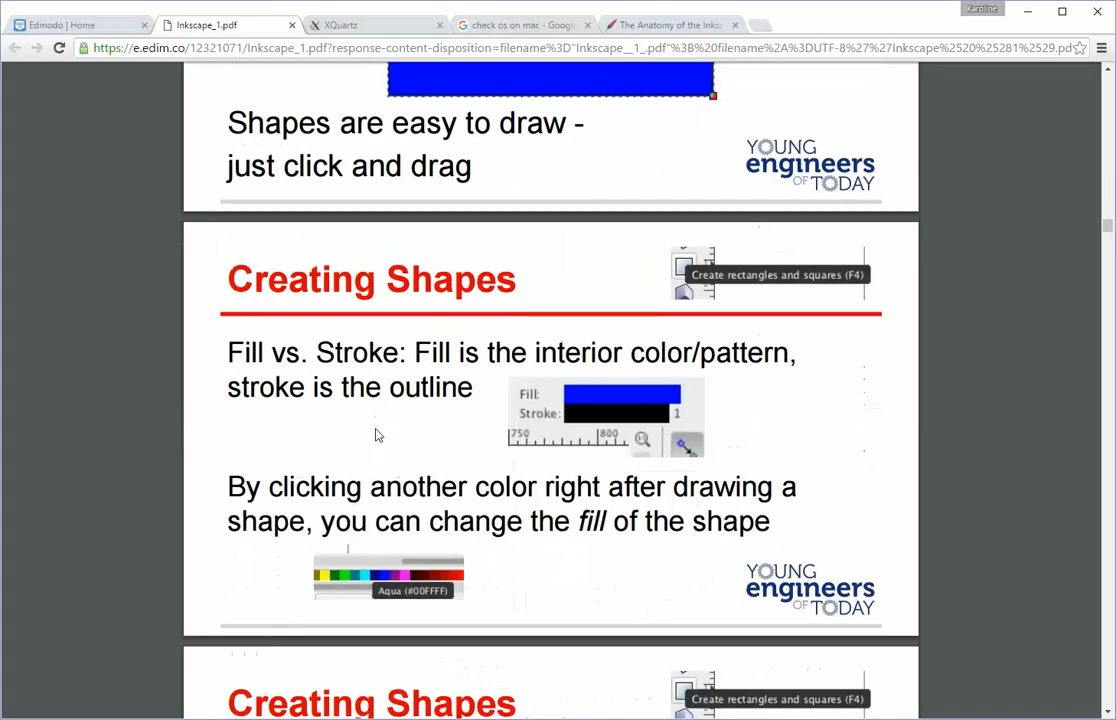 Karoline
Edmodo | Home
Inkscape_1.pdf
XQuartz
check os on mac - Goog
The Anatomy of the Inks
https://e.edim.co/12321071/Inkscape_1.pdf?response-content-disposition=filename%3D"Inkscape__1_.pdf"%3B%20filename%2A%3DUTF-8%27%27Inkscape%2520%25281%2529.pd
Shapes are easy to draw -
just click and drag
YOUNG
engineers
OF TODAY
Creating Shapes
Create rectangles and squares (F4)
Fill vs. Stroke: Fill is the interior color/pattern,
stroke is the outline
Fill:
Stroke: 1
750 800
By clicking another color right after drawing a
shape, you can change the fill of the shape
Aqua (#00FFFF)
YOUNG
engineers
OF TODAY
Creating Shapes
Create rectangles and squares (F4)